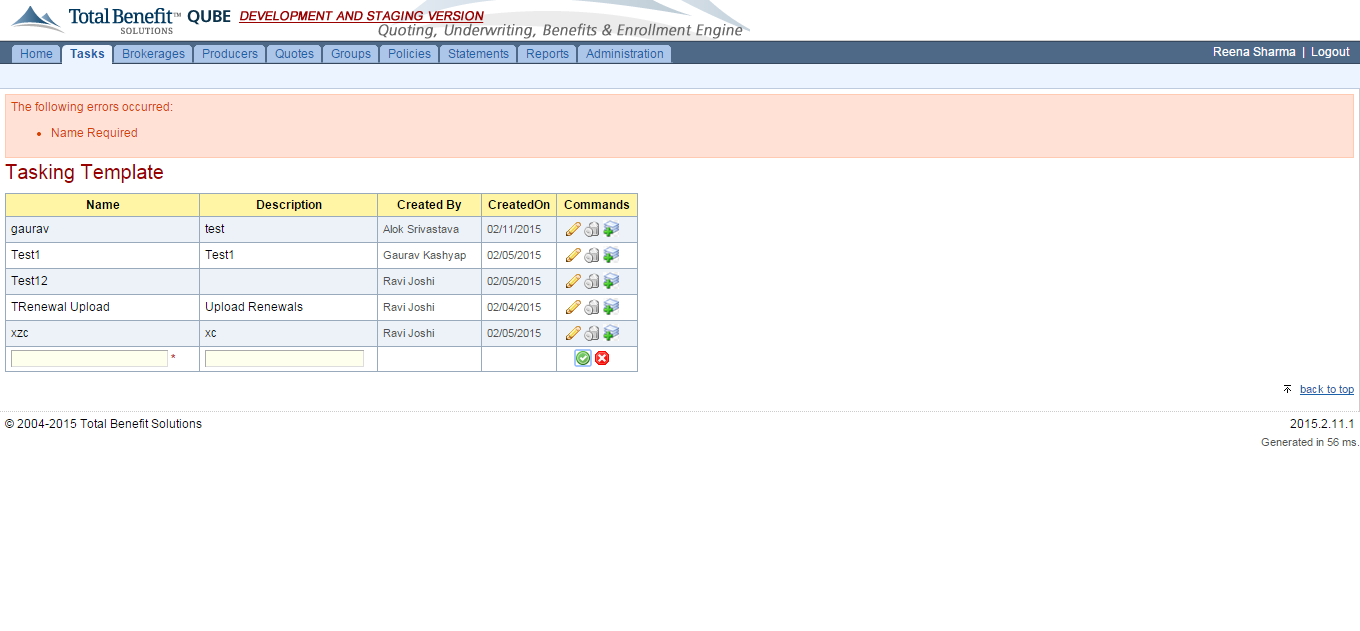 Total Benefit™ QUBE DEVELOPMENT AND STAGING VERSION
SOLUTIONS
Quoting, Underwriting, Benefits & Enrollment Engine
Home Tasks Brokerages Producers Quotes Groups Policies Statements Reports Administration Reena Sharma | Logout
The following errors occurred:
• Name Required
Tasking Template
Name Description Created By CreatedOn Commands
gaurav test Alok Srivastava 02/11/2015
Test1 Test1 Gaurav Kashyap 02/05/2015
Test12 Ravi Joshi 02/05/2015
TRenewal Upload Upload Renewals Ravi Joshi 02/04/2015
xzc xc Ravi Joshi 02/05/2015
*
back to top
© 2004-2015 Total Benefit Solutions 2015.2.11.1
Generated in 56 ms.